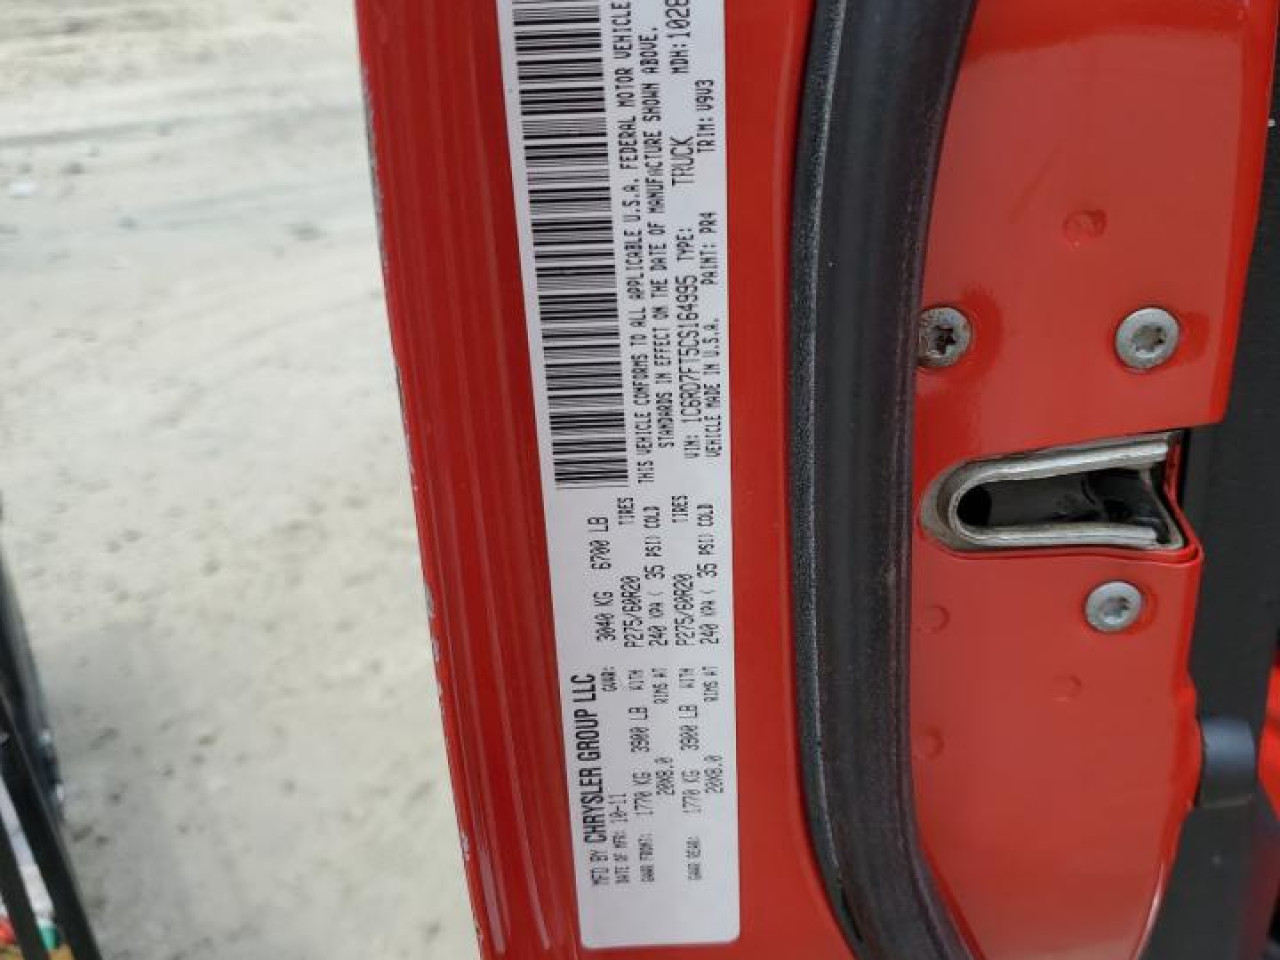 MFD BY CHRYSLER GROUP LLC
DATE OF MFR: 10-11 GVWR: 3040 KG 6700 LB
GAWR FRONT: 1770 KG 3900 LB WITH P275/60R20 TIRES
20X8.0 RIMS AT 240 KPA ( 35 PSI) COLD
GAWR REAR: 1770 KG 3900 LB WITH P275/60R20 TIRES
20X8.0 RIMS AT 240 KPA ( 35 PSI) COLD
THIS VEHICLE CONFORMS TO ALL APPLICABLE U.S.A. FEDERAL MOTOR VEHICLE
STANDARDS IN EFFECT ON THE DATE OF MANUFACTURE SHOWN ABOVE.
VIN: 1C6RD7FT5CS164995 TYPE: TRUCK MDH: 1028
VEHICLE MADE IN U.S.A. PAINT: PR4 TRIM: V9V3